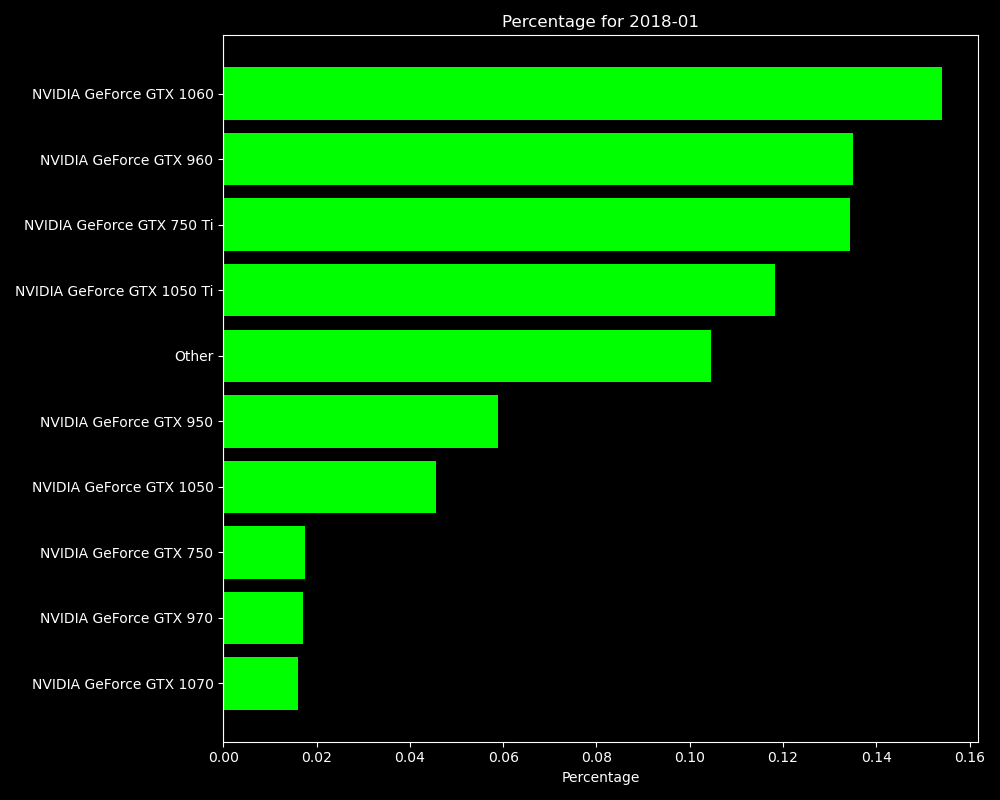 Percentage for 2018-01
NVIDIA GeForce GTX 1060
NVIDIA GeForce GTX 960
NVIDIA GeForce GTX 750 Ti
NVIDIA GeForce GTX 1050 Ti
Other
NVIDIA GeForce GTX 950
NVIDIA GeForce GTX 1050
NVIDIA GeForce GTX 750
NVIDIA GeForce GTX 970
NVIDIA GeForce GTX 1070
0.00 0.02 0.04 0.06 0.08 0.10 0.12 0.14 0.16
Percentage